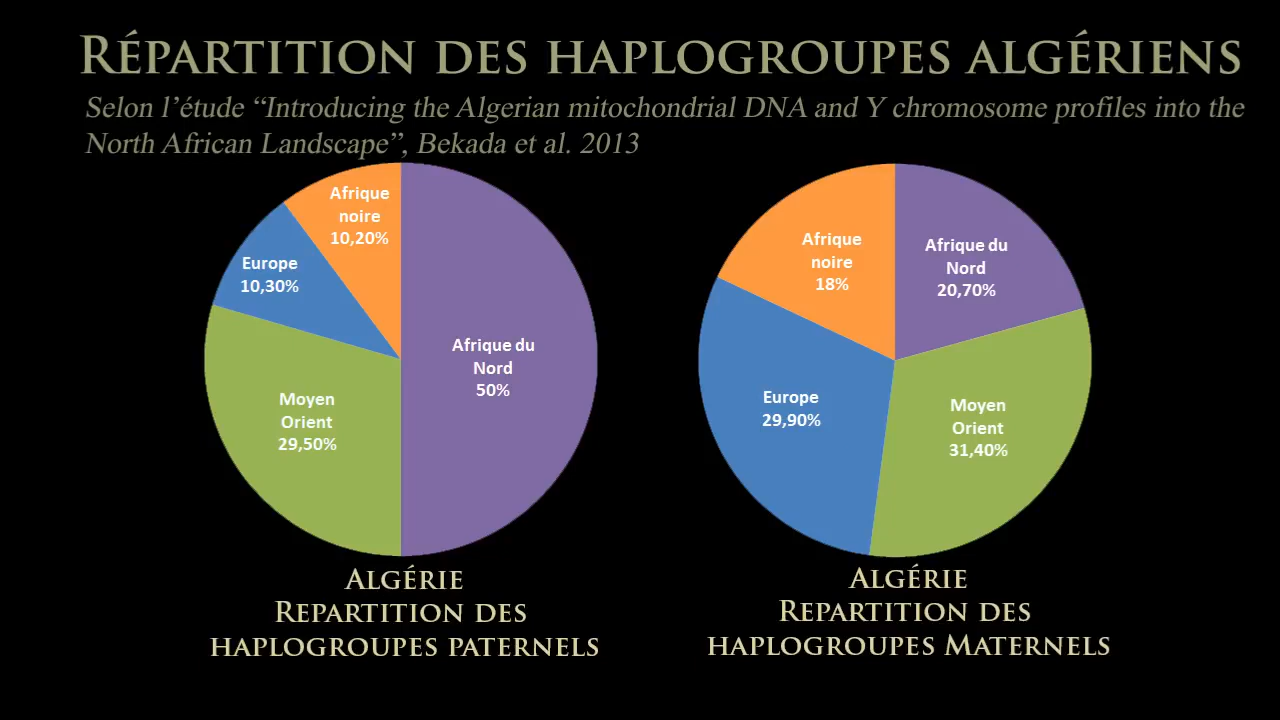 Répartition des haplogroupes algériens
Selon l'étude “Introducing the Algerian mitochondrial DNA and Y chromosome profiles into the
North African Landscape”, Bekada et al. 2013
Afrique
noire
10,20%
Europe
10,30%
Afrique du
Nord
50%
Moyen
Orient
29,50%
Algérie
Repartition des
haplogroupes paternels
Afrique
noire
18%
Afrique du
Nord
20,70%
Europe
29,90%
Moyen
Orient
31,40%
Algérie
Repartition des
haplogroupes Maternels